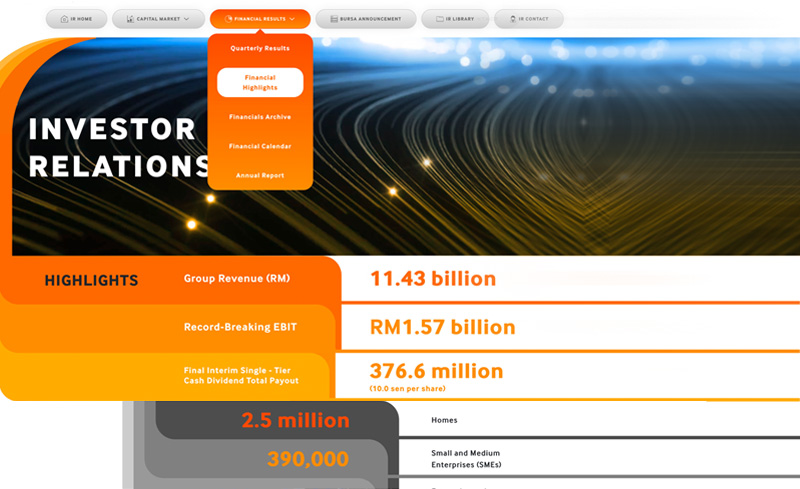 IR HOME
CAPITAL MARKET
FINANCIAL RESULTS
BURSA ANNOUNCEMENT
IR LIBRARY
IR CONTACT
Quarterly Results
Financial
Highlights
Financials Archive
Financial Calendar
Annual Report
INVESTOR
RELATIONS
HIGHLIGHTS
Group Revenue (RM)
11.43 billion
Record-Breaking EBIT
RM1.57 billion
Final Interim Single - Tier
Cash Dividend Total Payout
376.6 million
(10.0 sen per share)
2.5 million
Homes
390,000
Small and Medium
Enterprises (SMEs)